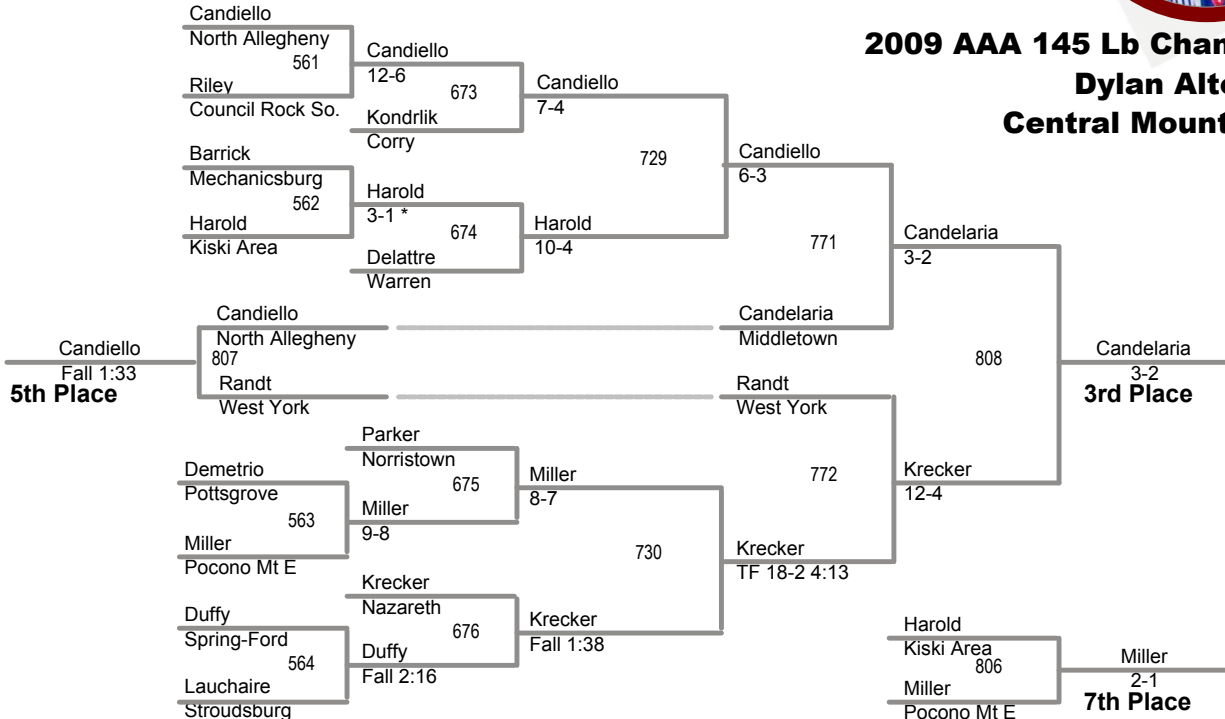 2009 AAA 145 Lb
Dylan
Central
Candiello
North Allegheny
561
Riley
Council Rock So.
Candiello
12-6
673
Kondrlik
Corry
Candiello
7-4
Barrick
Mechanicsburg
562
Harold
Kiski Area
Harold
3-1 *
674
Delattre
Warren
Harold
10-4
729
Candiello
6-3
771
Candelaria
Middletown
Candelaria
3-2
Candiello
North Allegheny
807
Randt
West York
Candiello
Fall 1:33
5th Place
808
Candelaria
3-2
3rd Place
Randt
West York
772
Krecker
12-4
Parker
Norristown
675
Demetrio
Pottsgrove
563
Miller
Pocono Mt E
Miller
9-8
Miller
8-7
730
Krecker
TF 18-2 4:13
Krecker
Nazareth
676
Duffy
Spring-Ford
564
Lauchaire
Stroudsburg
Duffy
Fall 2:16
Krecker
Fall 1:38
Harold
Kiski Area
806
Miller
Pocono Mt E
Miller
2-1
7th Place